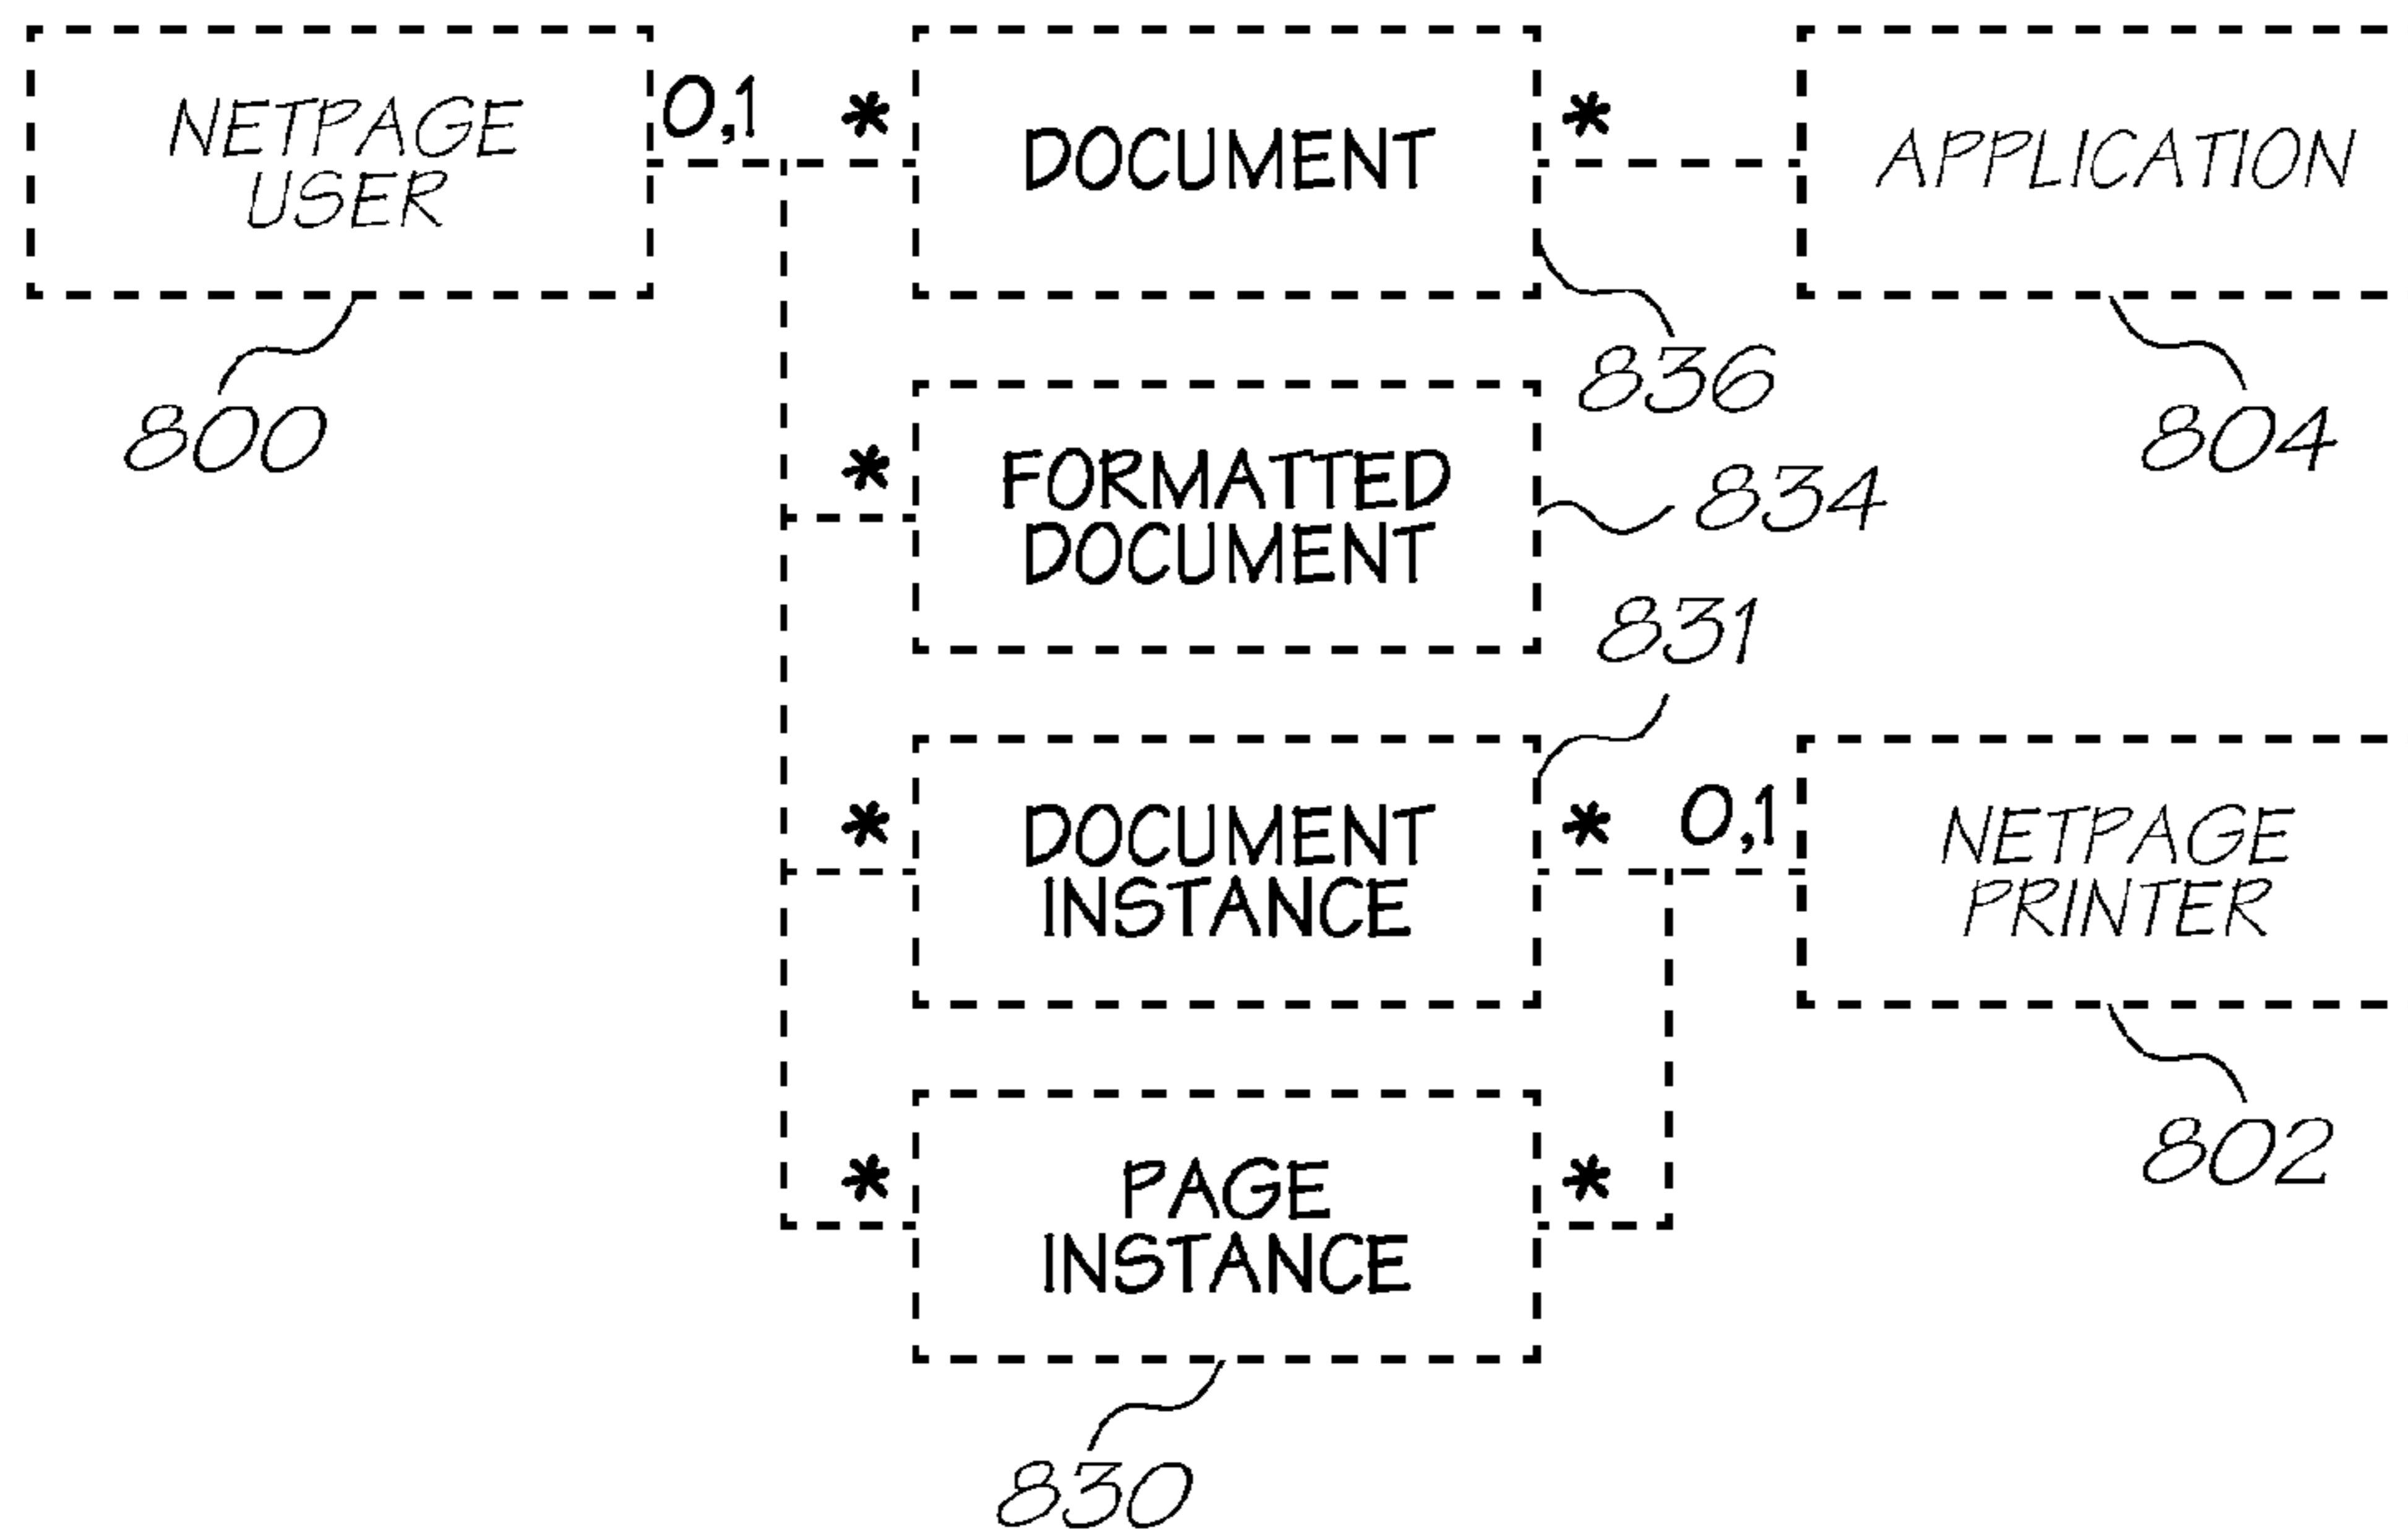 NETPAGE
USER
0,1
*
DOCUMENT
*
APPLICATION
800
836
804
*
FORMATTED
DOCUMENT
834
831
*
DOCUMENT
INSTANCE
*
0,1
NETPAGE
PRINTER
802
*
PAGE
INSTANCE
*
830